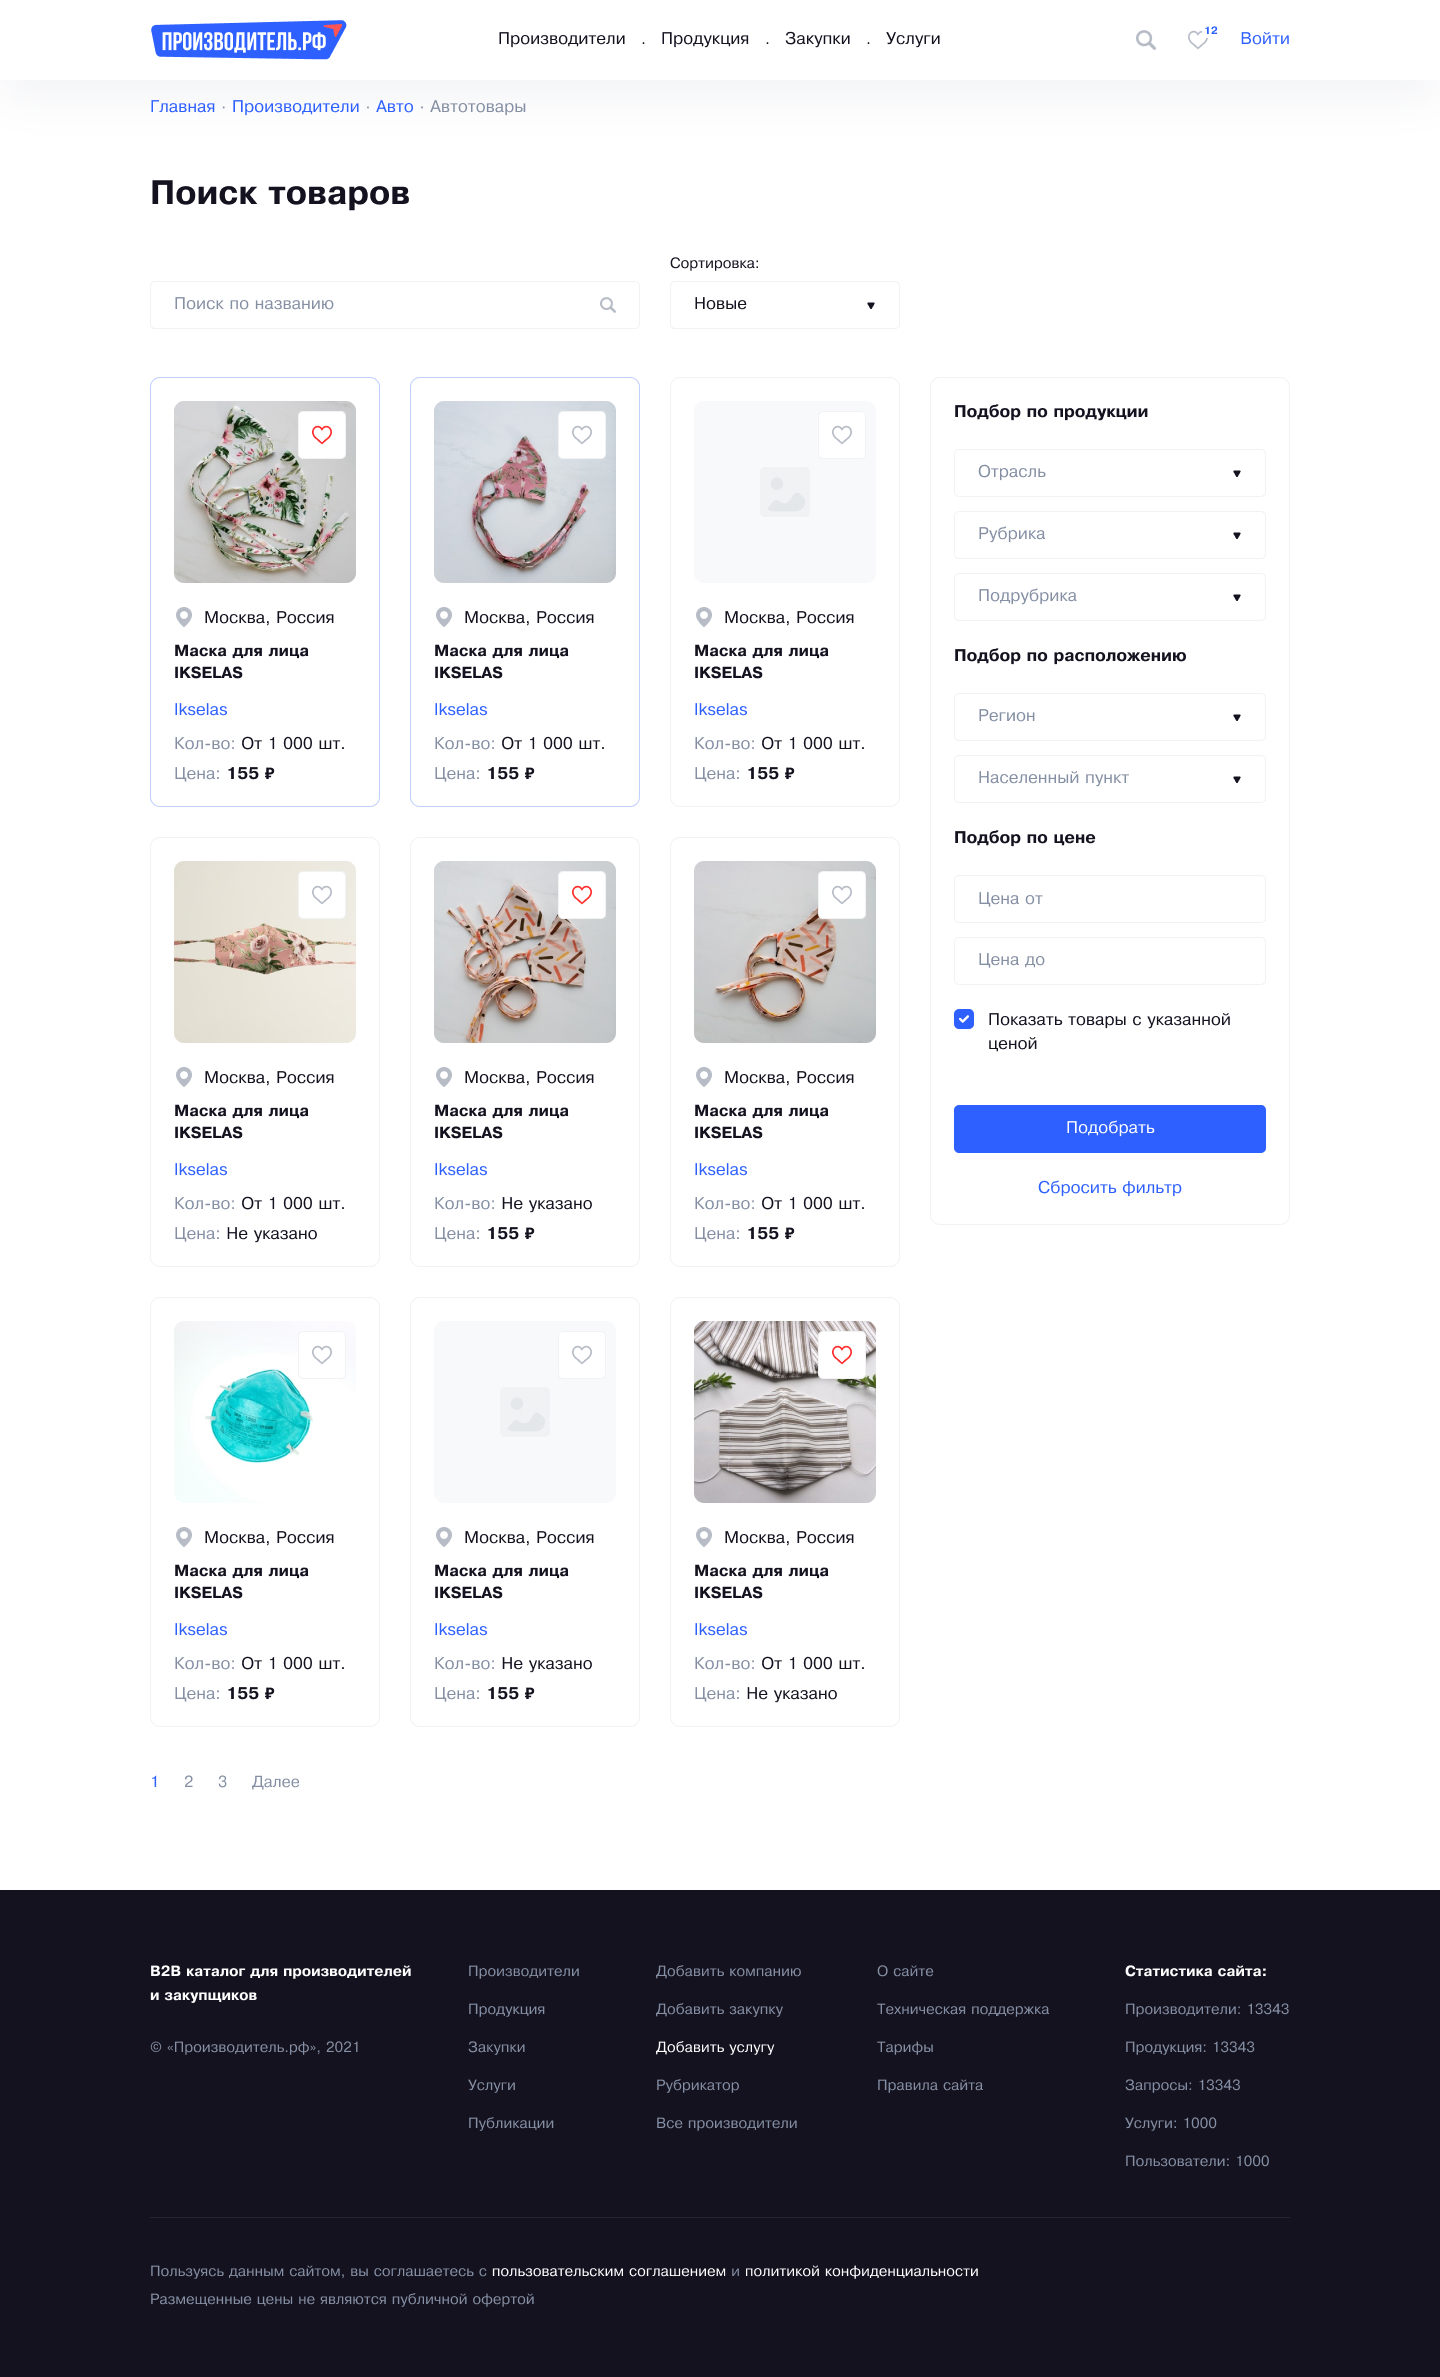 ПРОИЗВОДИТЕЛЬ.РФ
Производители . Продукция . Закупки . Услуги
12
Войти
Главная · Производители · Авто · Автотовары
Поиск товаров
Сортировка:
Поиск по названию
Новые
Москва, Россия
Маска для лица
IKSELAS
Ikselas
Кол-во: От 1 000 шт.
Цена: 155 ₽
Москва, Россия
Маска для лица
IKSELAS
Ikselas
Кол-во: От 1 000 шт.
Цена: 155 ₽
Москва, Россия
Маска для лица
IKSELAS
Ikselas
Кол-во: От 1 000 шт.
Цена: 155 ₽
Москва, Россия
Маска для лица
IKSELAS
Ikselas
Кол-во: От 1 000 шт.
Цена: Не указано
Москва, Россия
Маска для лица
IKSELAS
Ikselas
Кол-во: Не указано
Цена: 155 ₽
Москва, Россия
Маска для лица
IKSELAS
Ikselas
Кол-во: От 1 000 шт.
Цена: 155 ₽
Москва, Россия
Маска для лица
IKSELAS
Ikselas
Кол-во: От 1 000 шт.
Цена: 155 ₽
Москва, Россия
Маска для лица
IKSELAS
Ikselas
Кол-во: Не указано
Цена: 155 ₽
Москва, Россия
Маска для лица
IKSELAS
Ikselas
Кол-во: От 1 000 шт.
Цена: Не указано
Подбор по продукции
Отрасль
Рубрика
Подрубрика
Подбор по расположению
Регион
Населенный пункт
Подбор по цене
Цена от
Цена до
Показать товары с указанной
ценой
Подобрать
Сбросить фильтр
1 2 3 Далее
B2B каталог для производителей
и закупщиков
© «Производитель.рф», 2021
Производители
Продукция
Закупки
Услуги
Публикации
Добавить компанию
Добавить закупку
Добавить услугу
Рубрикатор
Все производители
О сайте
Техническая поддержка
Тарифы
Правила сайта
Статистика сайта:
Производители: 13343
Продукция: 13343
Запросы: 13343
Услуги: 1000
Пользователи: 1000
Пользуясь данным сайтом, вы соглашаетесь с пользовательским соглашением и политикой конфиденциальности
Размещенные цены не являются публичной офертой